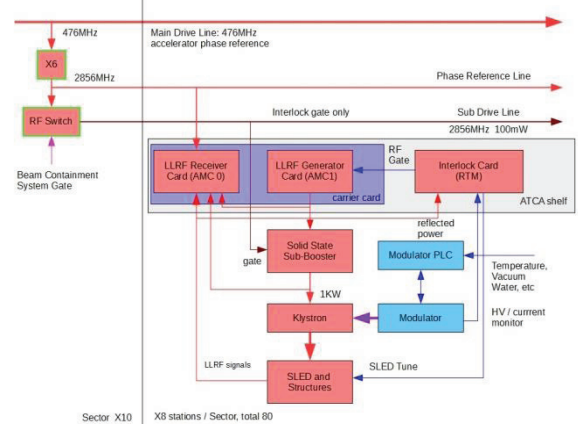 476MHz
Main Drive Line: 476MHz
accelerator phase reference
X6
2856MHz
Phase Reference Line
RF Switch
Interlock gate only
Sub Drive Line
2856MHz 100mW
Beam Containment
System Gate
LLRF Receiver
Card (AMC 0)
LLRF Generator
Card (AMC1)
RF
Gate
Interlock Card
(RTM)
carrier card
ATCA shelf
reflected
power
gate
Solid State
Sub-Booster
Modulator PLC
Temperature,
Vacuum
Water, etc
1KW
Klystron
Modulator
HV / currrent
monitor
LLRF signals
SLED and
Structures
SLED Tune
Sector X10
X8 stations / Sector, total 80